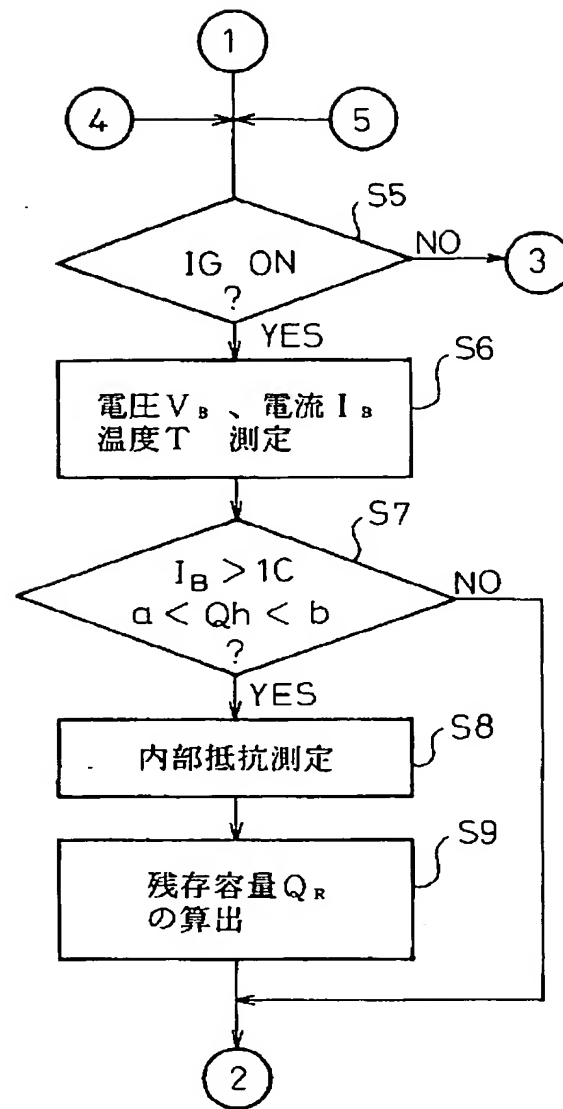 1
4
5
S5
IG ON
?
NO
3
YES
S6
電圧VB、電流IB
温度T 測定
S7
IB>1C
a<Qh<b
?
NO
YES
S8
内部抵抗測定
S9
残存容量QR
の算出
2